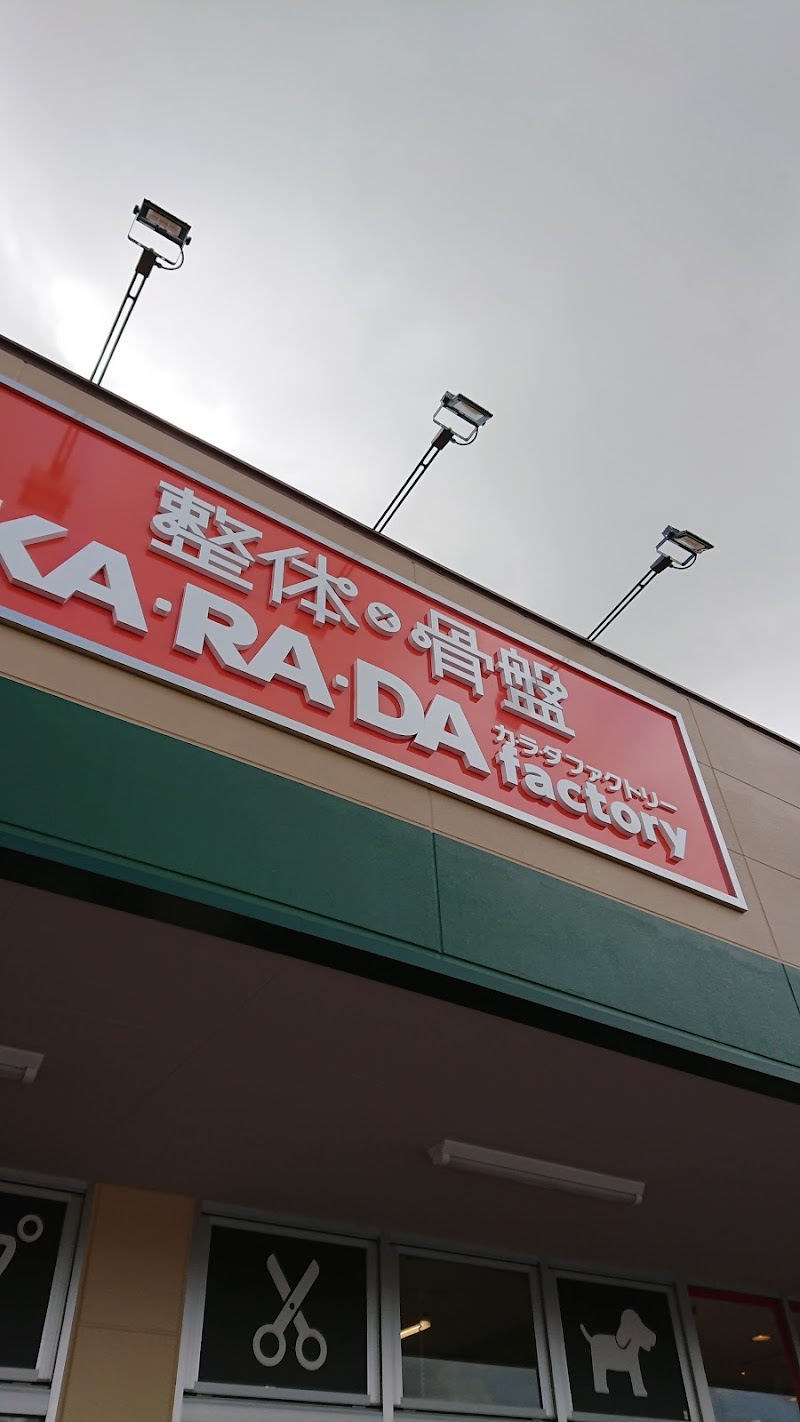 整体×骨盤
KA·RA·DA
カ・ラ・ダファクトリー
factory